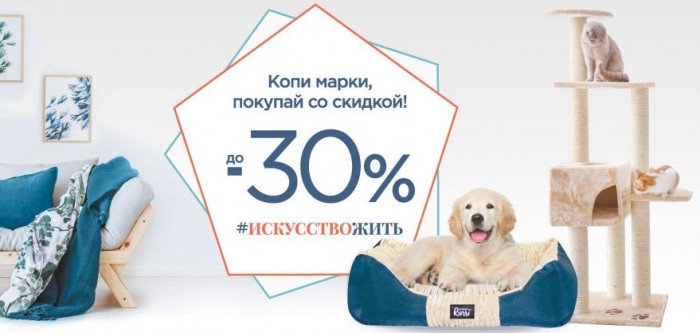 Копи марки,
покупай со скидкой!
до
-30%
#ИСКУССТВОЖИТЬ